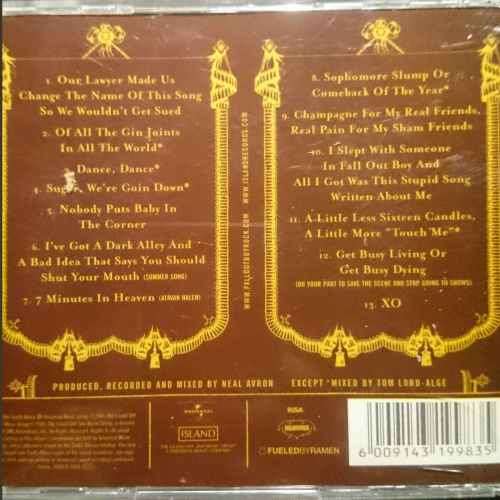 1. Our Lawyer Made Us
Change The Name Of This Song
So We Wouldn't Get Sued
2. Of All The Gin Joints
In All The World*
Dance, Dance*
4. Sugar, We're Goin Down*
5. Nobody Puts Baby In
The Corner
6. I've Got A Dark Alley And
A Bad Idea That Says You Should
Shut Your Mouth (Summer Song)
7. 7 Minutes In Heaven (Atavan Halen)
WWW.FALLOUTBOYROCK.COM WWW.ISLANDRECORDS.COM
8. Sophomore Slump Or
Comeback Of The Year*
9. Champagne For My Real Friends,
Real Pain For My Sham Friends
10. I Slept With Someone
In Fall Out Boy And
All I Got Was This Stupid Song
Written About Me
11. A Little Less Sixteen Candles,
A Little More "Touch Me"*
12. Get Busy Living Or
Get Busy Dying
(Do Your Part To Save The Scene And Stop Going To Shows)
13. XO
Produced, Recorded and Mixed by Neal Avron Except *Mixed by Tom Lord-Alge
UNIVERSAL
ISLAND
RiSA
FUELEDBYRAMEN
6 009143 199835